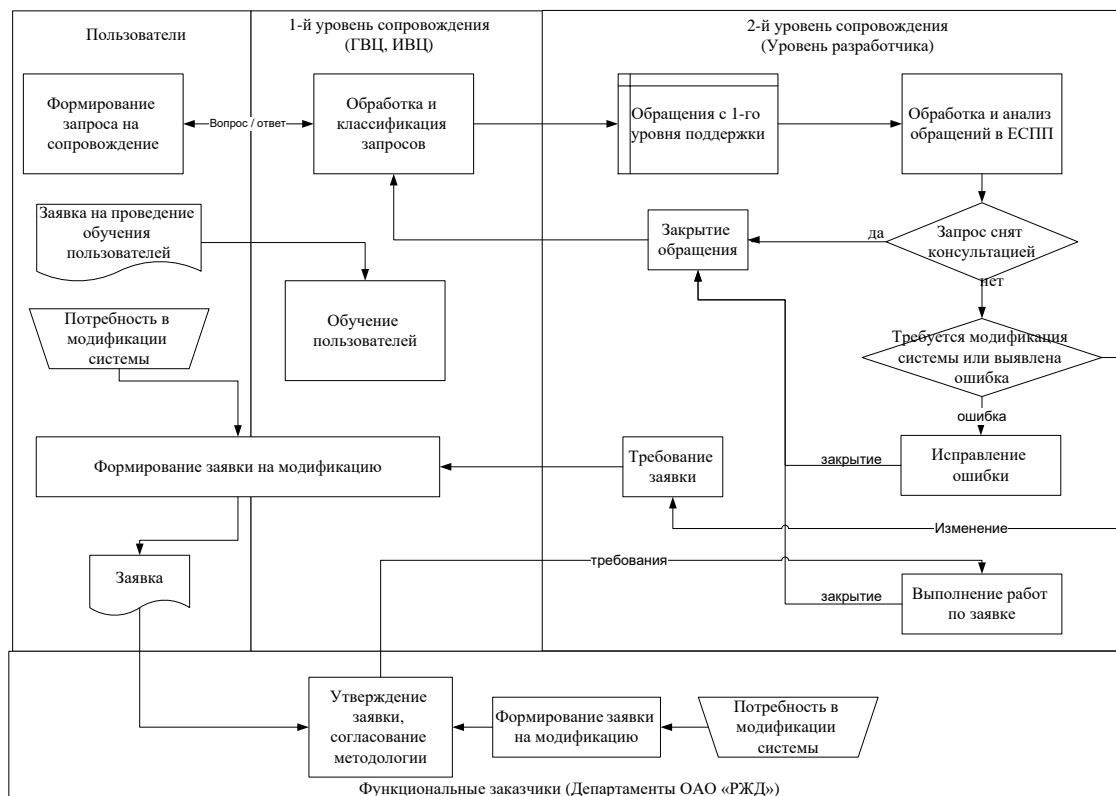 Пользователи
1-й уровень сопровождения
(ГВЦ, ИВЦ)
2-й уровень сопровождения
(Уровень разработчика)
Формирование
запроса на
сопровождение
Вопрос / ответ
Обработка и
классификация
запросов
Обращения с 1-го
уровня поддержки
Обработка и анализ
обращений в ЕСПП
Заявка на проведение
обучения
пользователей
Закрытие
обращения
да
Запрос снят
консультацией
нет
Обучение
пользователей
Потребность в
модификации
системы
Требуется модификация
системы или выявлена
ошибка
ошибка
Формирование заявки на модификацию
Требование
заявки
закрытие
Исправление
ошибки
Изменение
Заявка
требования
закрытие
Выполнение работ
по заявке
Утверждение
заявки,
согласование
методологии
Формирование заявки
на модификацию
Потребность в
модификации
системы
Функциональные заказчики (Департаменты ОАО «РЖД»)